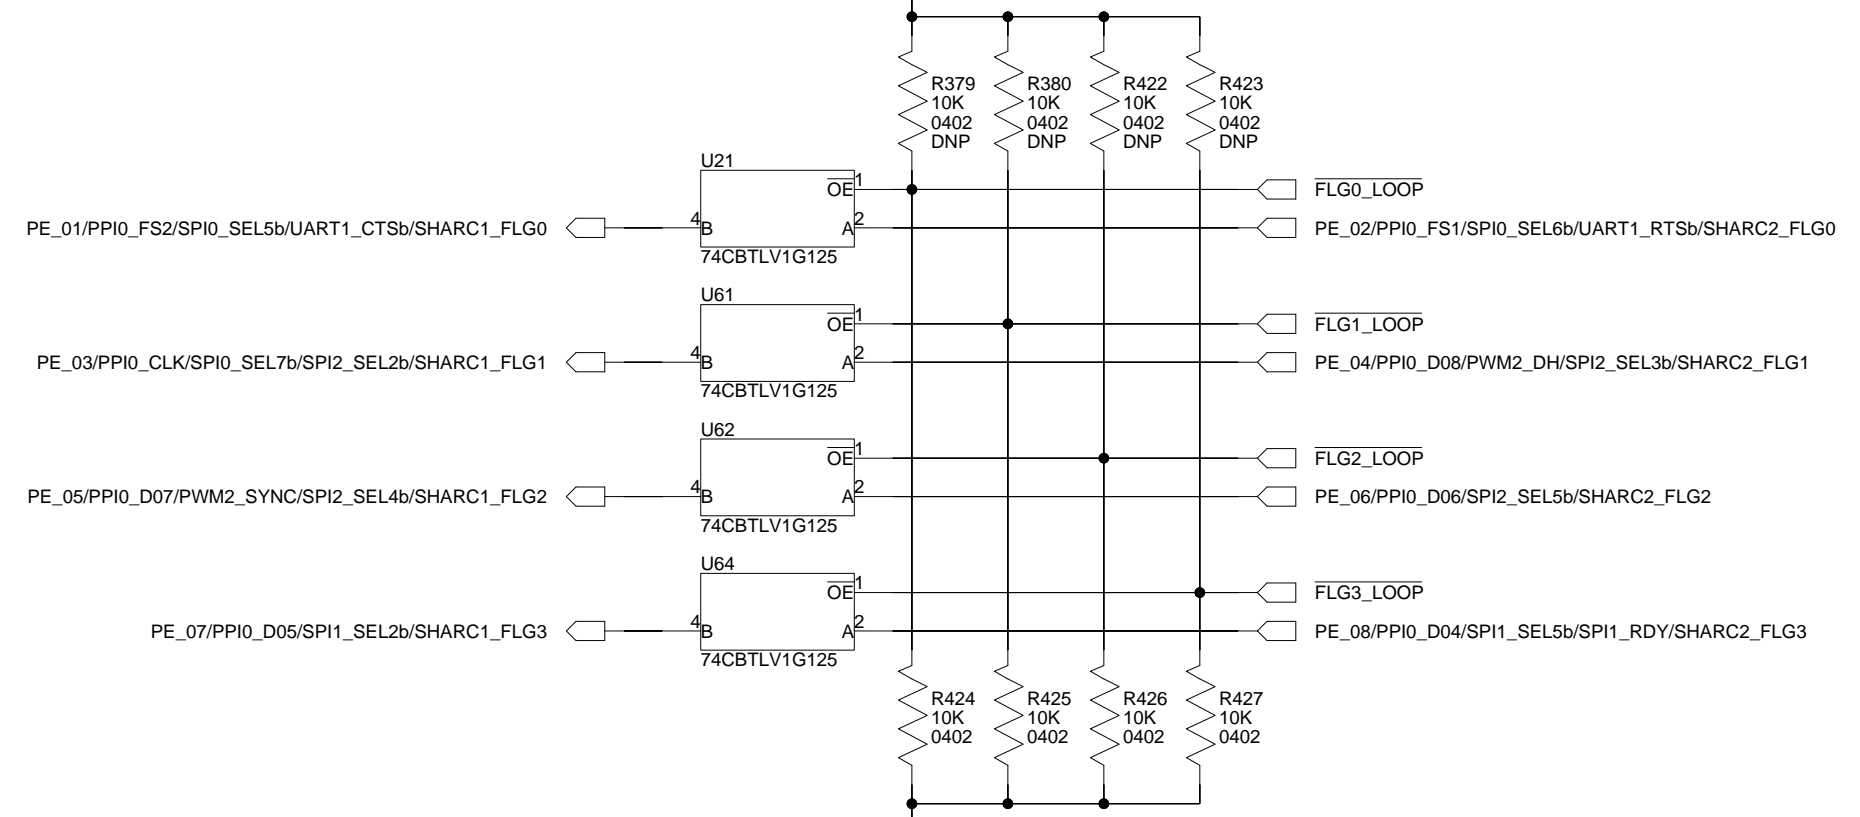 R379
10K
0402
DNP
R380
10K
0402
DNP
R422
10K
0402
DNP
R423
10K
0402
DNP
U21
OE 1
FLG0_LOOP
PE_01/PPI0_FS2/SPI0_SEL5b/UART1_CTSb/SHARC1_FLG0
4 B
A 2
PE_02/PPI0_FS1/SPI0_SEL6b/UART1_RTSb/SHARC2_FLG0
74CBTLV1G125
U61
OE 1
FLG1_LOOP
PE_03/PPI0_CLK/SPI0_SEL7b/SPI2_SEL2b/SHARC1_FLG1
4 B
A 2
PE_04/PPI0_D08/PWM2_DH/SPI2_SEL3b/SHARC2_FLG1
74CBTLV1G125
U62
OE 1
FLG2_LOOP
PE_05/PPI0_D07/PWM2_SYNC/SPI2_SEL4b/SHARC1_FLG2
4 B
A 2
PE_06/PPI0_D06/SPI2_SEL5b/SHARC2_FLG2
74CBTLV1G125
U64
OE 1
FLG3_LOOP
PE_07/PPI0_D05/SPI1_SEL2b/SHARC1_FLG3
4 B
A 2
PE_08/PPI0_D04/SPI1_SEL5b/SPI1_RDY/SHARC2_FLG3
74CBTLV1G125
R424
10K
0402
R425
10K
0402
R426
10K
0402
R427
10K
0402